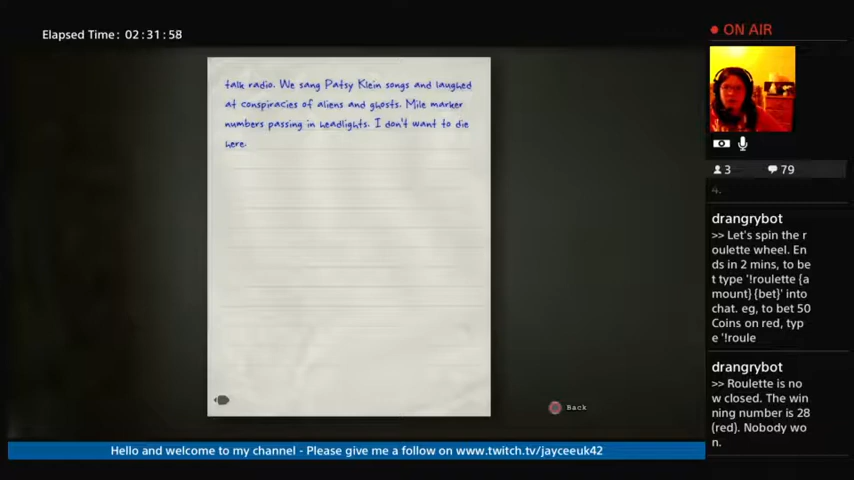 Elapsed Time: 02:31:58
ON AIR
talk radio. We sang Patsy Klein songs and laughed
at conspiracies of aliens and ghosts. Mile marker
numbers passing in headlights. I don't want to die
here.
Back
3
79
4.
drangrybot
>> Let's spin the r
oulette wheel. En
ds in 2 mins, to be
t type '!roulette {a
mount} {bet}' into
chat. eg, to bet 50
Coins on red, typ
e '!roule
drangrybot
>> Roulette is no
w closed. The win
ning number is 28
(red). Nobody wo
n.
Hello and welcome to my channel - Please give me a follow on www.twitch.tv/jayceeuk42